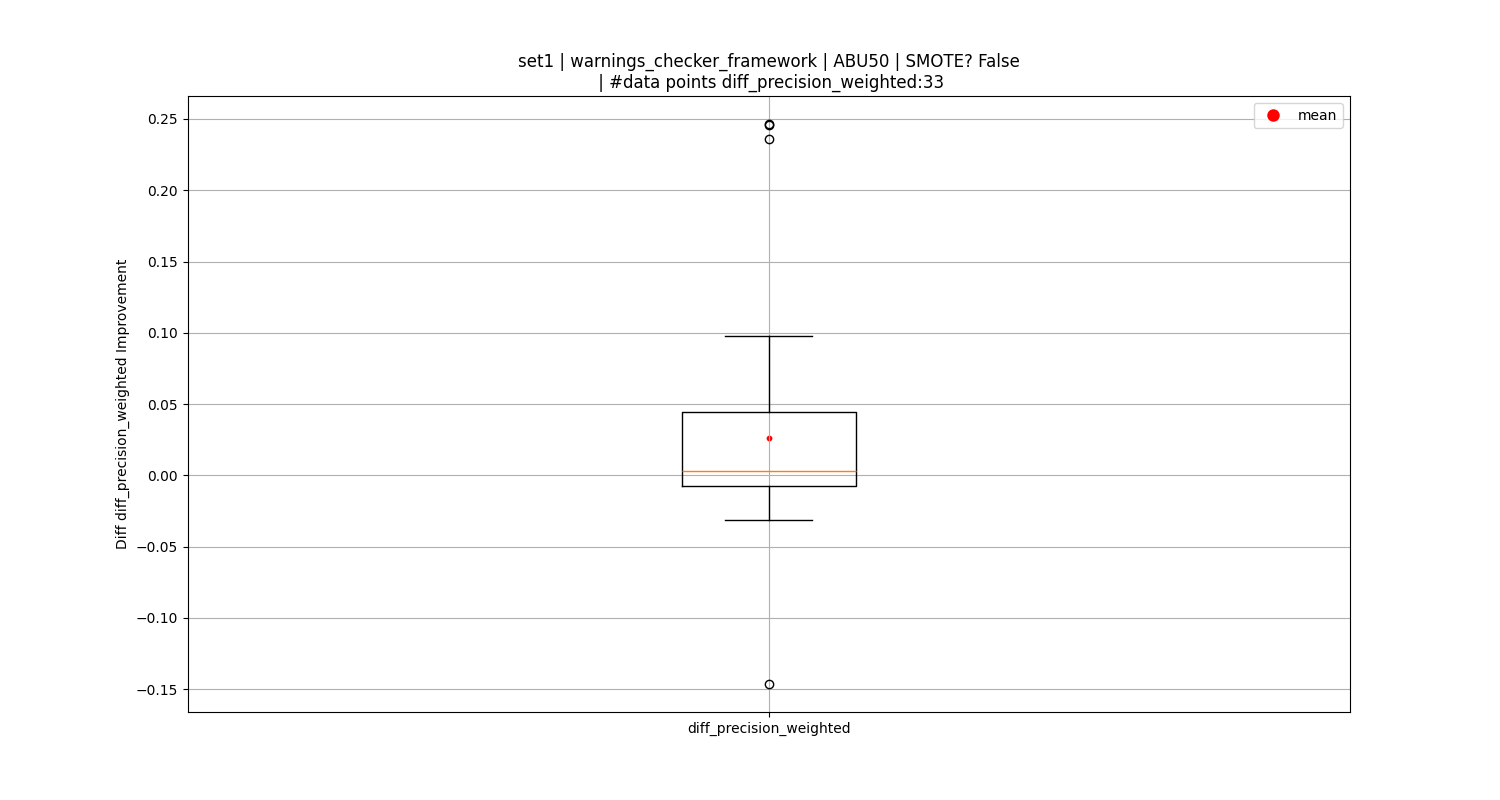 set1 | warnings_checker_framework | ABU50 | SMOTE? False
| #data points diff_precision_weighted:33
mean
0.25
0.20
0.15
0.10
0.05
0.00
−0.05
−0.10
−0.15
Diff diff_precision_weighted Improvement
diff_precision_weighted